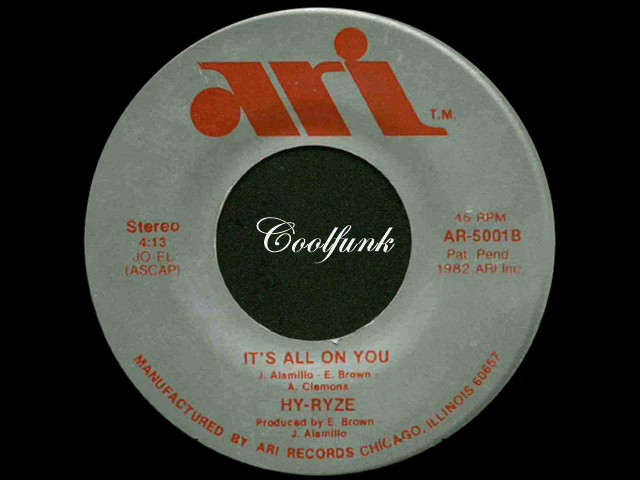 ari
T.M.
Stereo
4:13
JO EL
(ASCAP)
Coolfunk
45 RPM
AR-5001B
Pat. Pend
1982 ARI Inc.
IT'S ALL ON YOU
J. Alamillo - E. Brown -
A. Clemons
HY-RYZE
Produced by E. Brown -
J. Alamillo
MANUFACTURED BY ARI RECORDS CHICAGO, ILLINOIS 60657